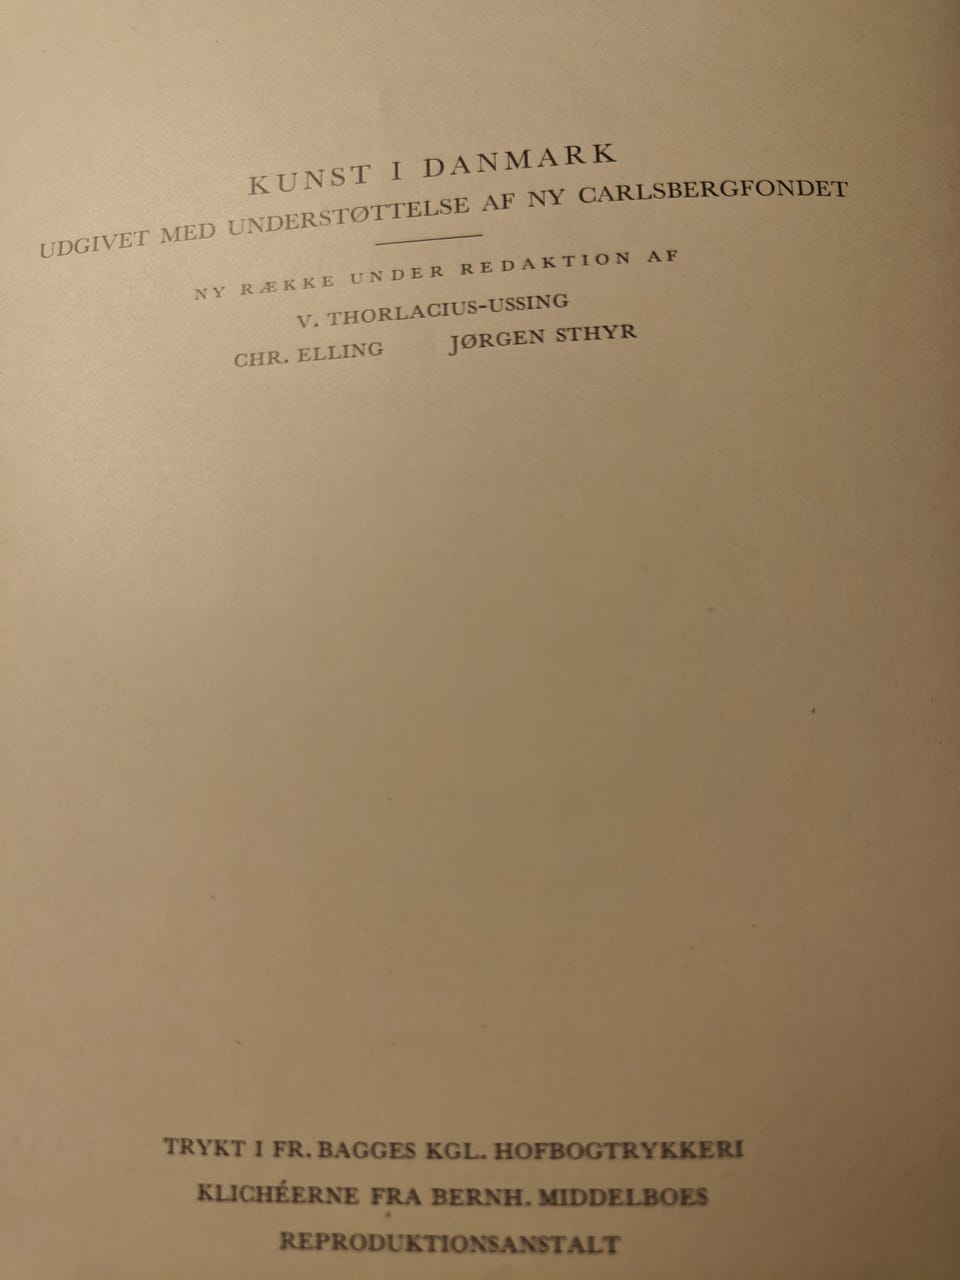 KUNST I DANMARK
UDGIVET MED UNDERSTØTTELSE AF NY CARLSBERGFONDET
NY RÆKKE UNDER REDAKTION AF
V. THORLACIUS-USSING
CHR. ELLING JØRGEN STHYR
TRYKT I FR. BAGGES KGL. HOFBOGTRYKKERI
KLICHÉERNE FRA BERNH. MIDDELBOES
REPRODUKTIONSANSTALT